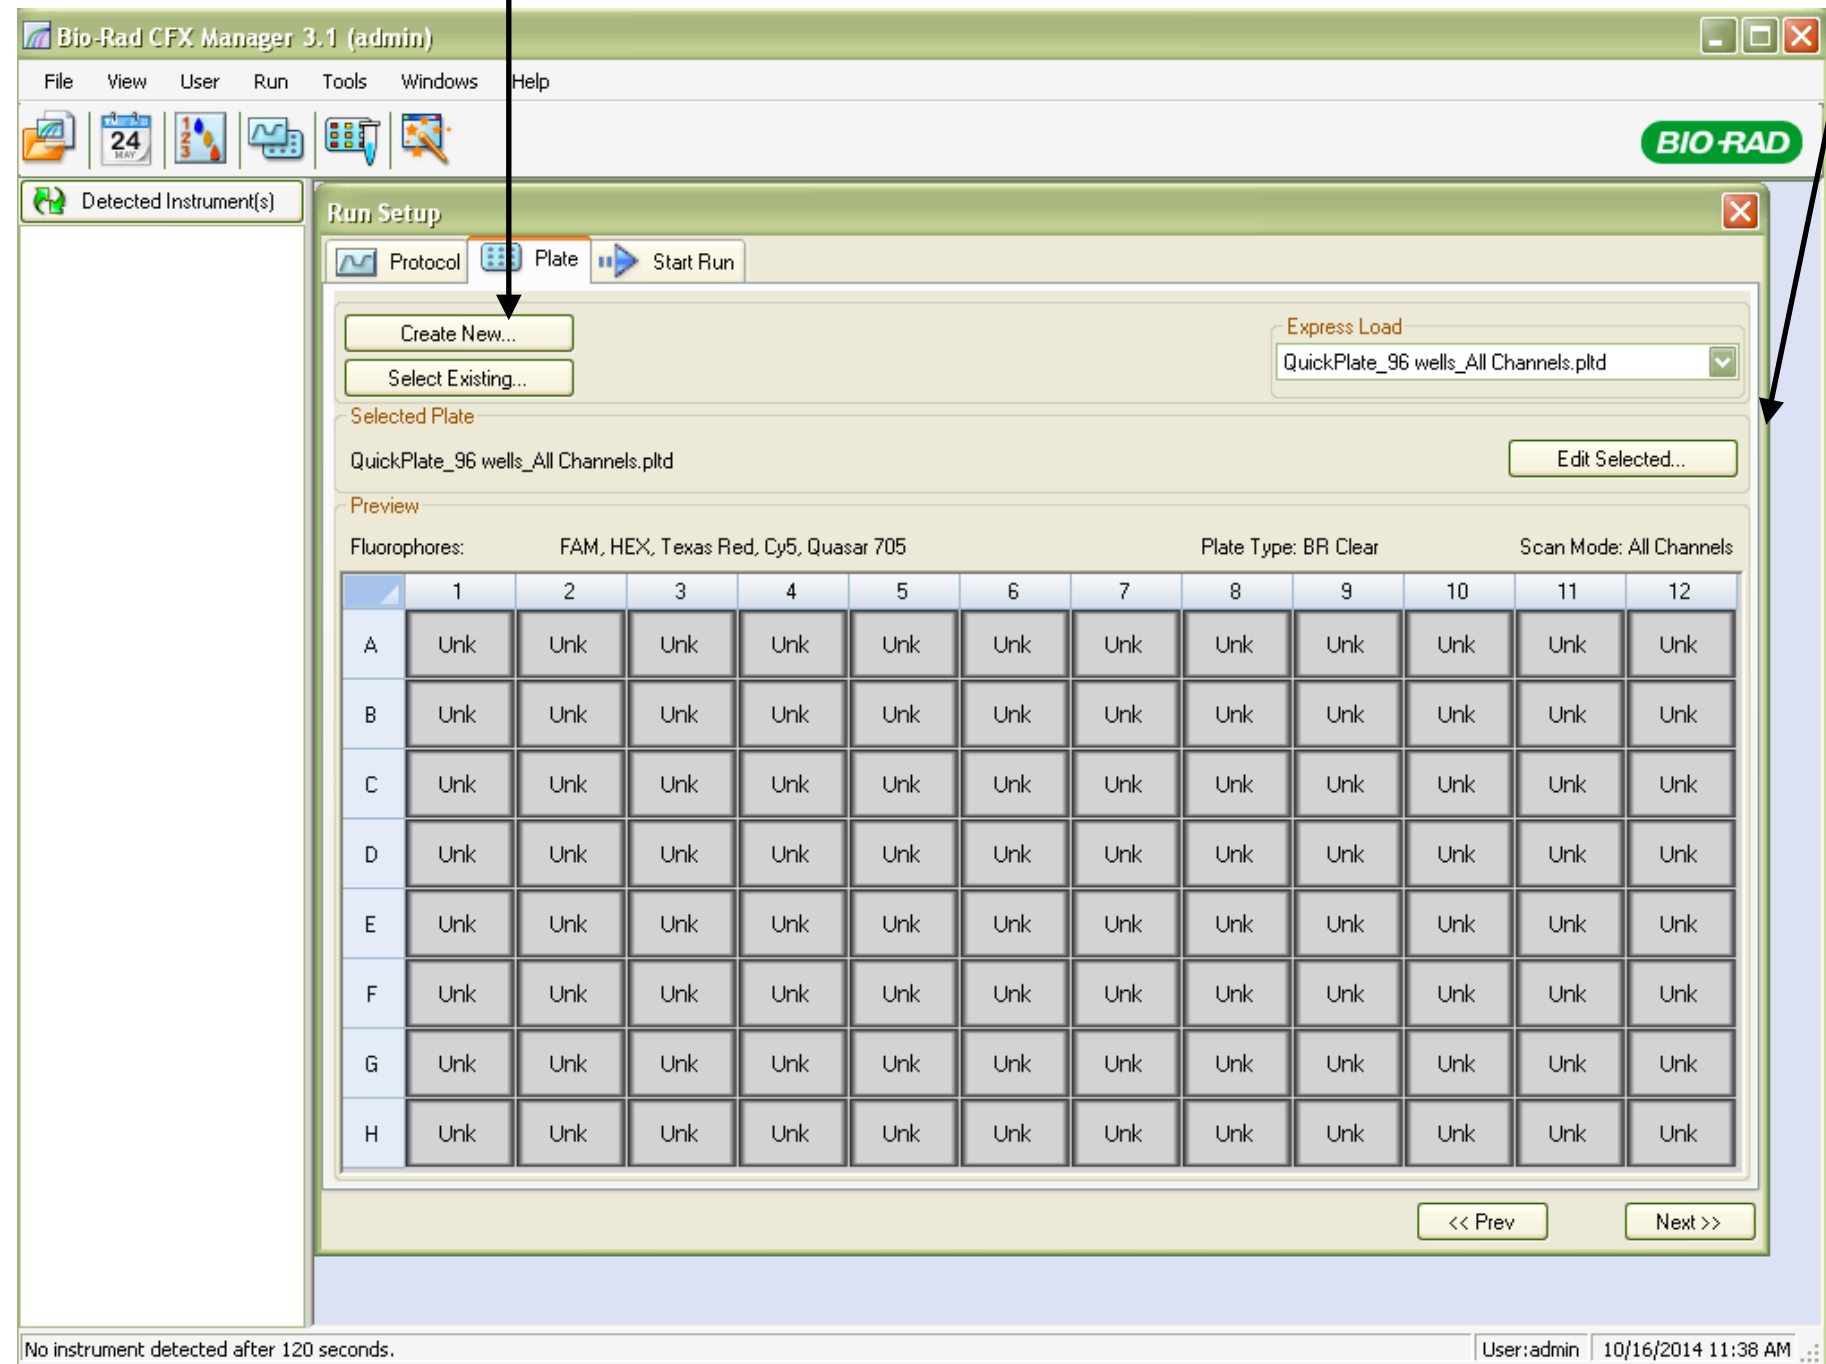 Bio-Rad CFX Manager 3.1 (admin)
File View User Run Tools Windows Help
24
MAY
1
2
3
BIO-RAD
Detected Instrument(s)
Run Setup
Protocol Plate Start Run
Create New...
Select Existing...
Express Load
QuickPlate_96 wells_All Channels.pltd
Selected Plate
QuickPlate_96 wells_All Channels.pltd
Edit Selected...
Preview
Fluorophores: FAM, HEX, Texas Red, Cy5, Quasar 705 Plate Type: BR Clear Scan Mode: All Channels
1 2 3 4 5 6 7 8 9 10 11 12
A Unk Unk Unk Unk Unk Unk Unk Unk Unk Unk Unk Unk
B Unk Unk Unk Unk Unk Unk Unk Unk Unk Unk Unk Unk
C Unk Unk Unk Unk Unk Unk Unk Unk Unk Unk Unk Unk
D Unk Unk Unk Unk Unk Unk Unk Unk Unk Unk Unk Unk
E Unk Unk Unk Unk Unk Unk Unk Unk Unk Unk Unk Unk
F Unk Unk Unk Unk Unk Unk Unk Unk Unk Unk Unk Unk
G Unk Unk Unk Unk Unk Unk Unk Unk Unk Unk Unk Unk
H Unk Unk Unk Unk Unk Unk Unk Unk Unk Unk Unk Unk
<< Prev Next >>
No instrument detected after 120 seconds. User:admin 10/16/2014 11:38 AM